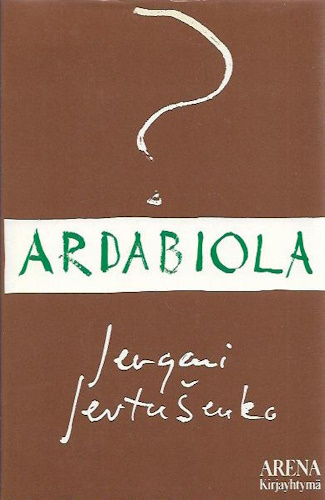 ?
ARDABIOLA
Jevgeni
Jevtušenko
ARENA
Kirjayhtymä